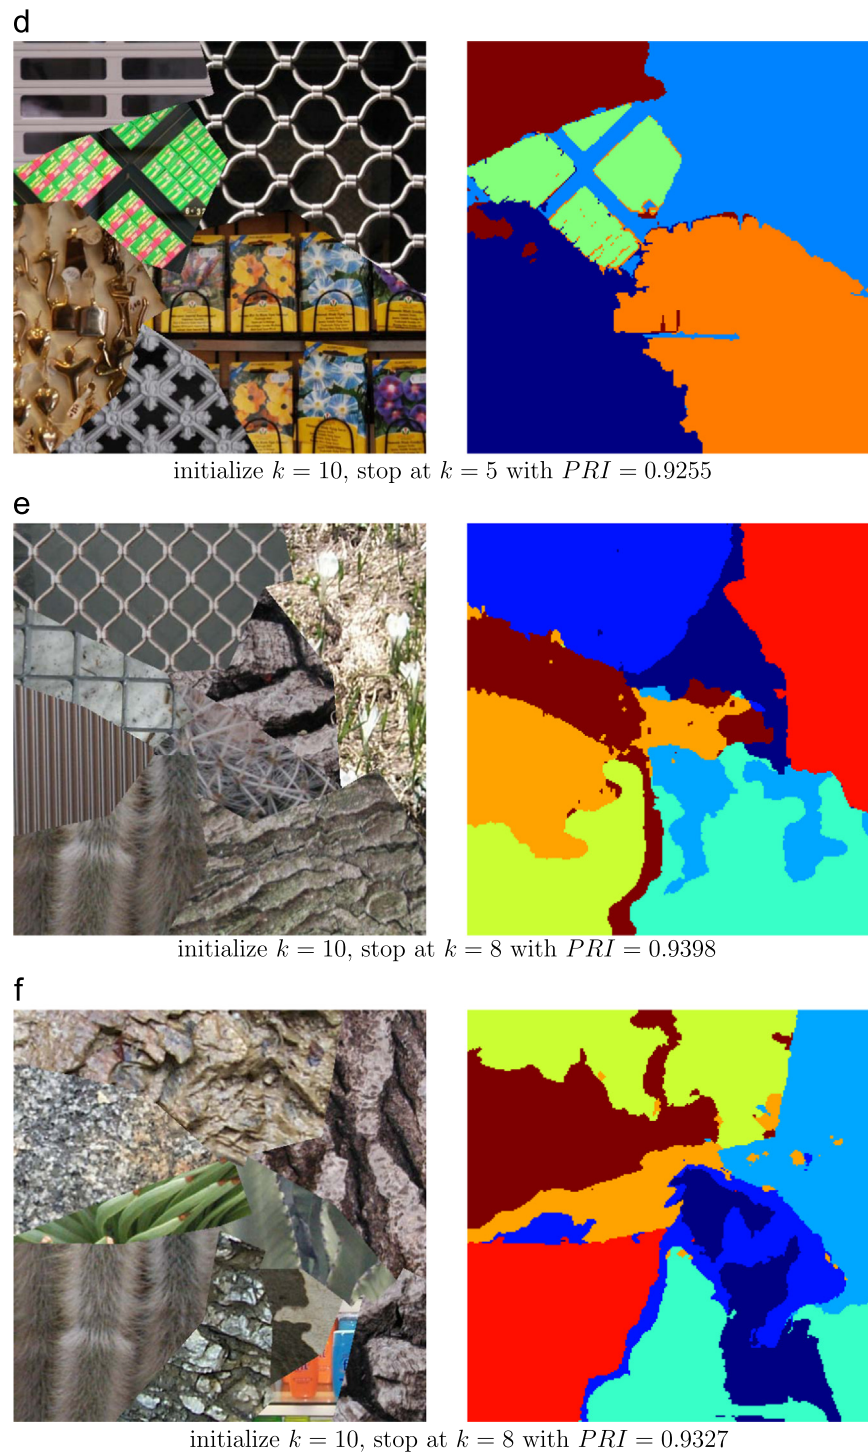 d
initialize k = 10, stop at k = 5 with PRI = 0.9255
e
initialize k = 10, stop at k = 8 with PRI = 0.9398
f
initialize k = 10, stop at k = 8 with PRI = 0.9327